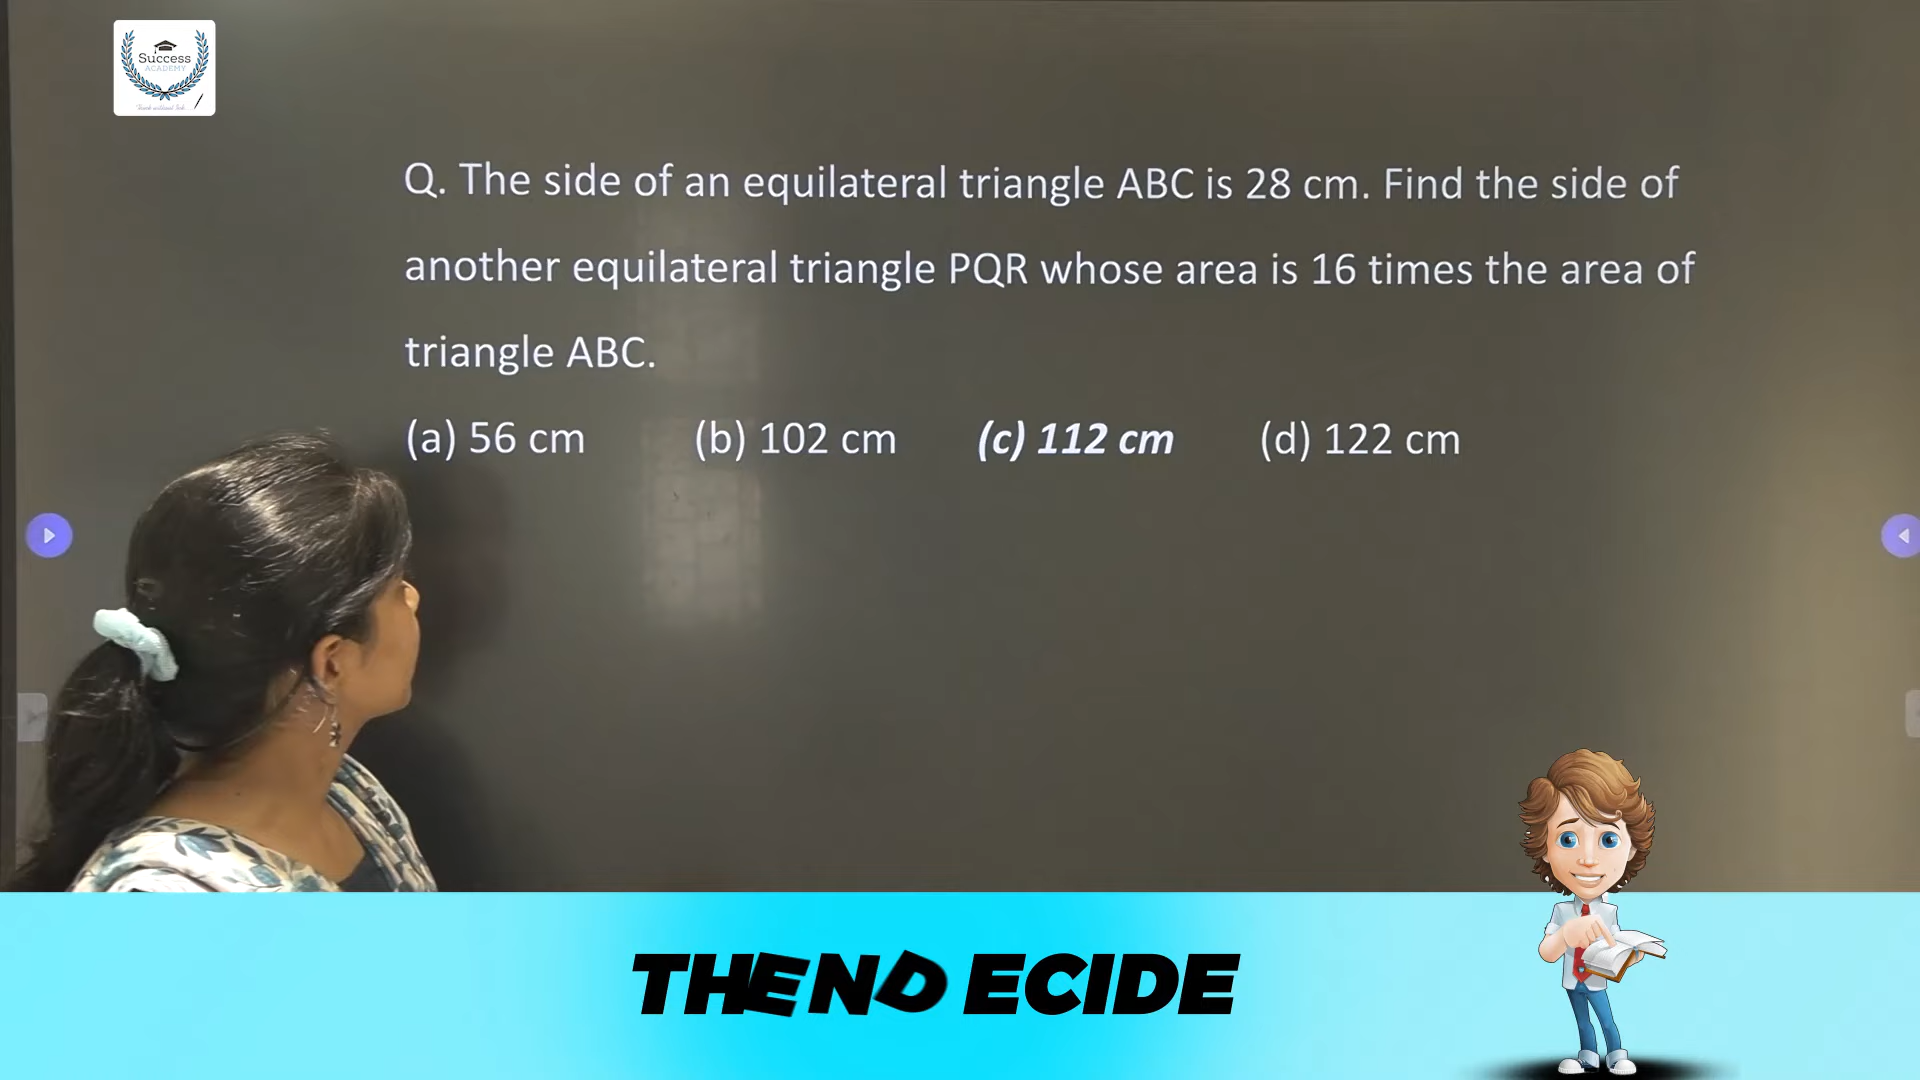 Success
ACADEMY
Q. The side of an equilateral triangle ABC is 28 cm. Find the side of
another equilateral triangle PQR whose area is 16 times the area of
triangle ABC.
(a) 56 cm (b) 102 cm (c) 112 cm (d) 122 cm
THEND ECIDE